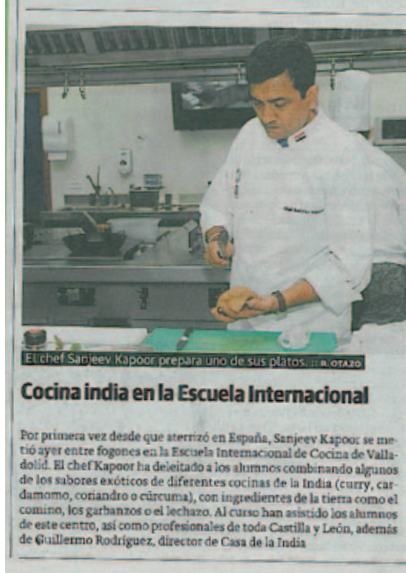 El chef Sanjeev Kapoor prepara uno de sus platos. :: R. OTAZO
Cocina india en la Escuela Internacional
Por primera vez desde que aterrizó en España, Sanjeev Kapoor se me-
tió ayer entre fogones en la Escuela Internacional de Cocina de Valla-
dolid. El chef Kapoor ha deleitado a los alumnos combinando algunos
de los sabores exóticos de diferentes cocinas de la India (curry, car-
damomo, coriandro o cúrcuma), con ingredientes de la tierra como el
comino, los garbanzos o el lechazo. Al curso han asistido los alumnos
de este centro, así como profesionales de toda Castilla y León, además
de Guillermo Rodríguez, director de Casa de la India